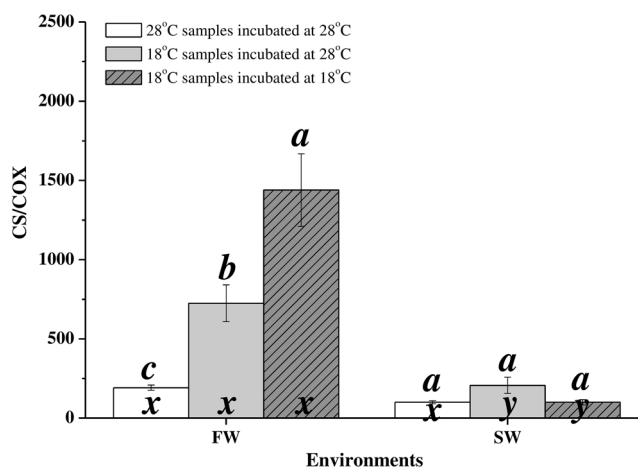 2500
2000
1500
1000
500
0
CS/COX
28°C samples incubated at 28°C
18°C samples incubated at 28°C
18°C samples incubated at 18°C
c
b
a
a
a
a
x
x
x
x
y
y
FW
SW
Environments